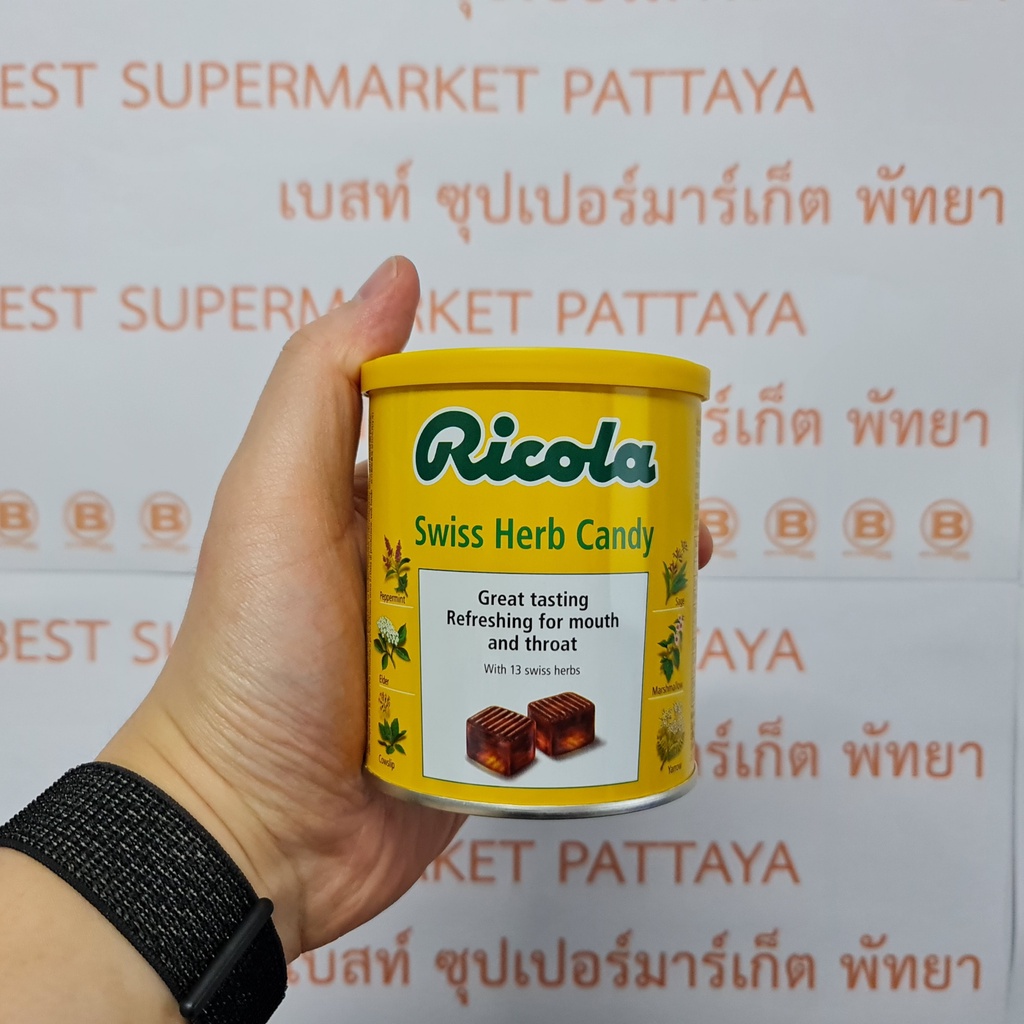 EST SUPERMARKET PATTAYA
เบสท์ ซุปเปอร์มาร์เก็ต พัทยา
EST SUPERMARKET PATTAYA
ร์เก็ต พัทยา
B B B B B B B
BEST SU
AYA
ร์เก็ต พัทยา
KET PATTAYA
เบสท์ ซุปเปอร์มาร์เก็ต พัทยา
Ricola
Swiss Herb Candy
Great tasting
Refreshing for mouth
and throat
With 13 swiss herbs
Peppermint
Elder
Cowslip
Sage
Marshmallow
Yarrow